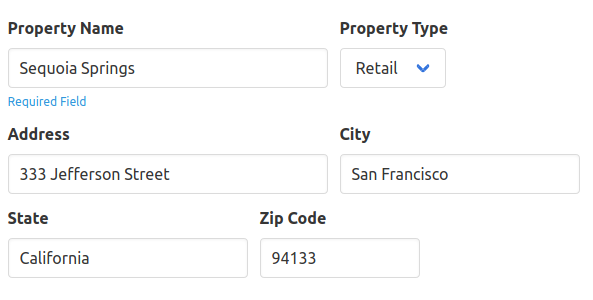 Property Name
Property Type
Sequoia Springs
Retail
Required Field
Address
City
333 Jefferson Street
San Francisco
State
Zip Code
California
94133